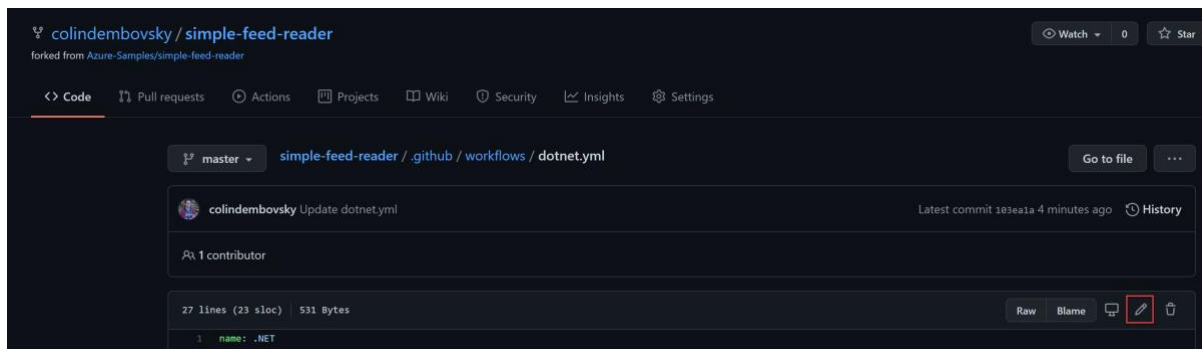 colindembovsky / simple-feed-reader
Watch 0 Star
forked from Azure-Samples/simple-feed-reader
<> Code Pull requests Actions Projects Wiki Security Insights Settings
master simple-feed-reader / .github / workflows / dotnet.yml Go to file ...
colindembovsky Update dotnet.yml Latest commit 103ea1a 4 minutes ago History
1 contributor
27 lines (23 sloc) 531 Bytes Raw Blame
1 name: .NET